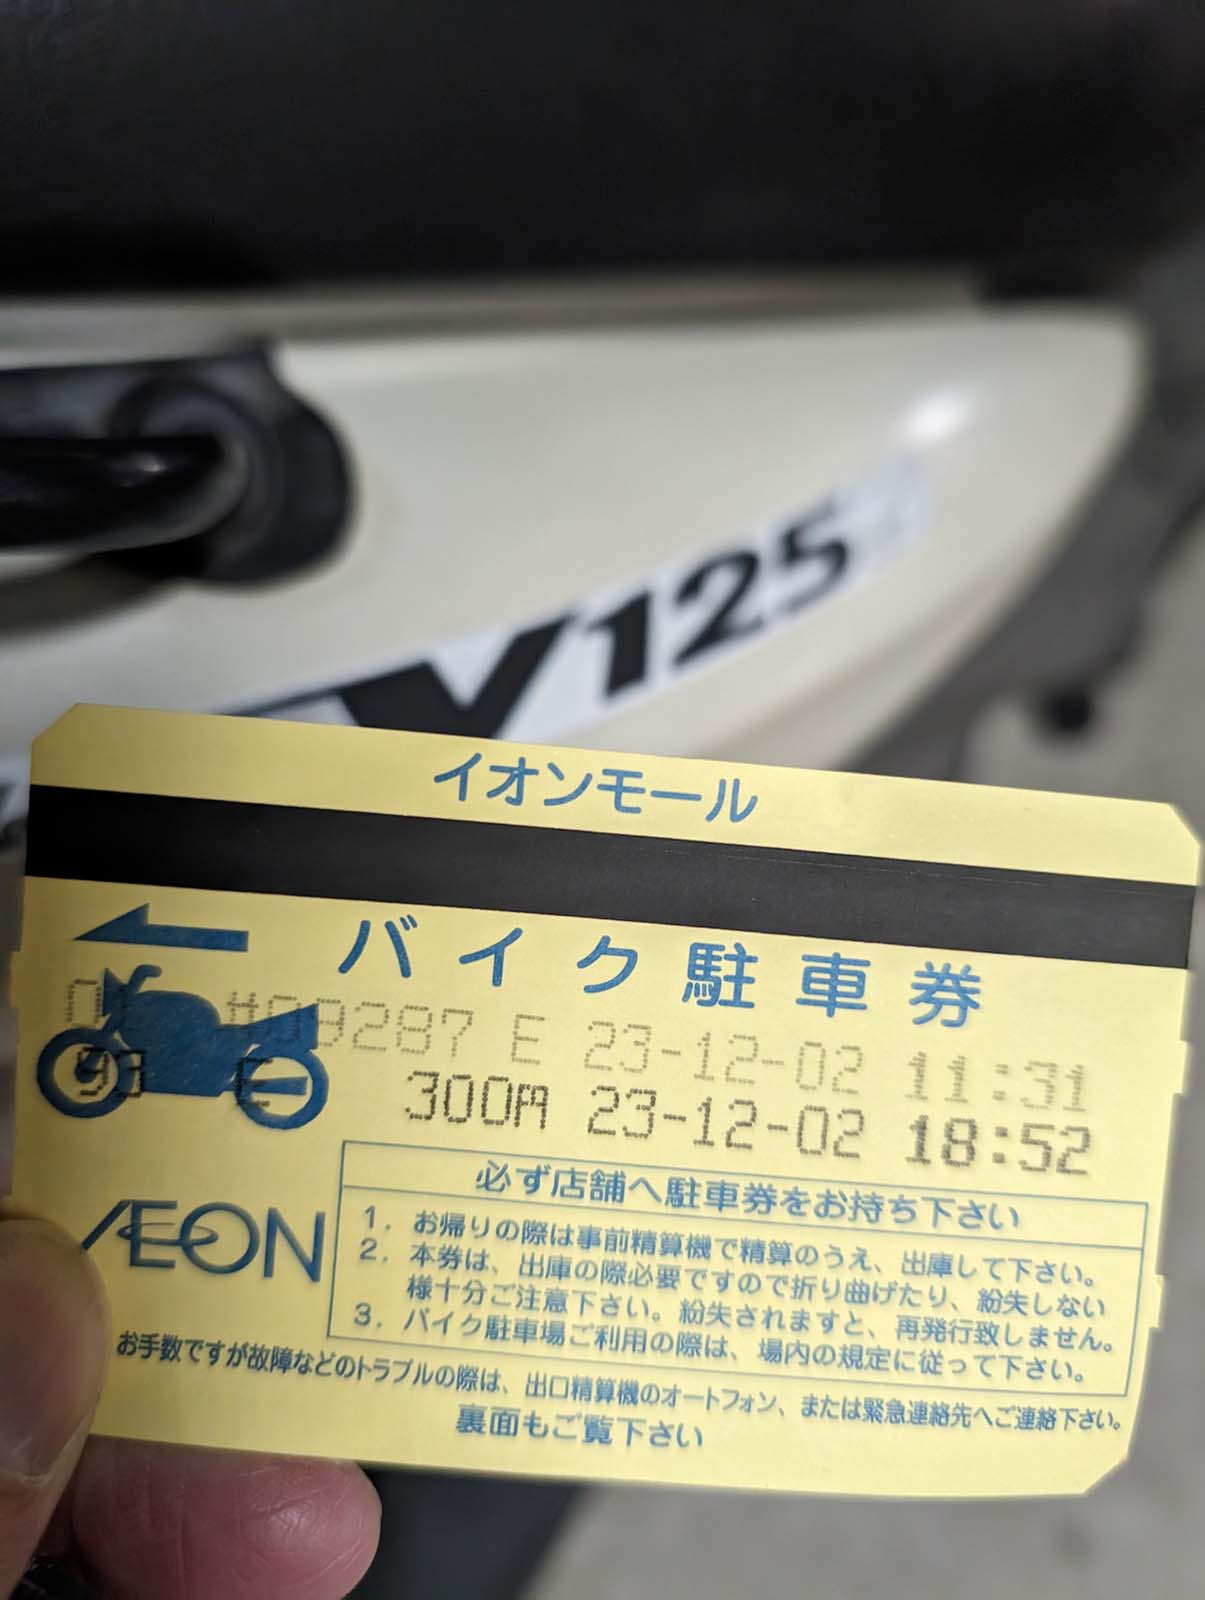 V125
イオンモール
バイク駐車券
287 E 23-12-02 11:31
93 E 300円 23-12-02 18:52
AEON
必ず店舗へ駐車券をお持ち下さい
1. お帰りの際は事前精算機で精算のうえ、出庫して下さい。
2. 本券は、出庫の際必要ですので折り曲げたり、紛失しない
様十分ご注意下さい。紛失されますと、再発行致しません。
3. バイク駐車場ご利用の際は、場内の規定に従って下さい。
お手数ですが故障などのトラブルの際は、出口精算機のオートフォン、または緊急連絡先へご連絡下さい。
裏面もご覧下さい